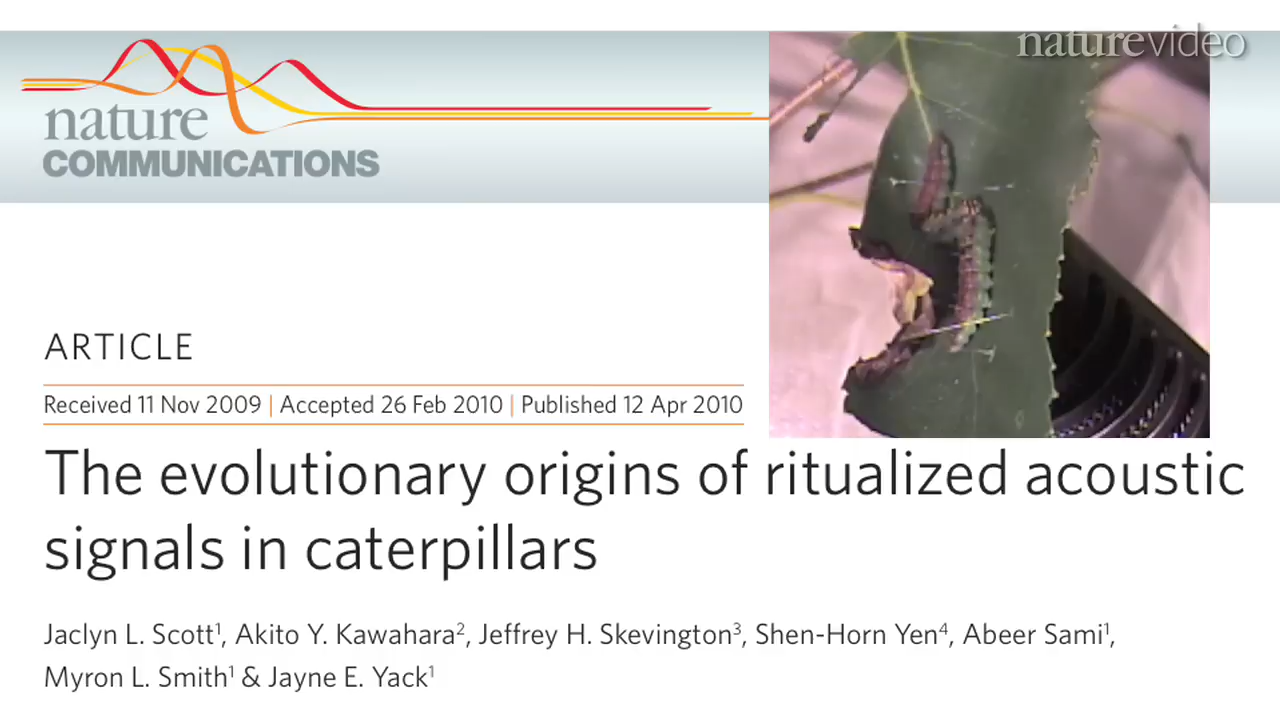 naturevideo
nature
COMMUNICATIONS
ARTICLE
Received 11 Nov 2009 | Accepted 26 Feb 2010 | Published 12 Apr 2010
The evolutionary origins of ritualized acoustic
signals in caterpillars
Jaclyn L. Scott¹, Akito Y. Kawahara², Jeffrey H. Skevington³, Shen-Horn Yen⁴, Abeer Sami¹,
Myron L. Smith¹ & Jayne E. Yack¹